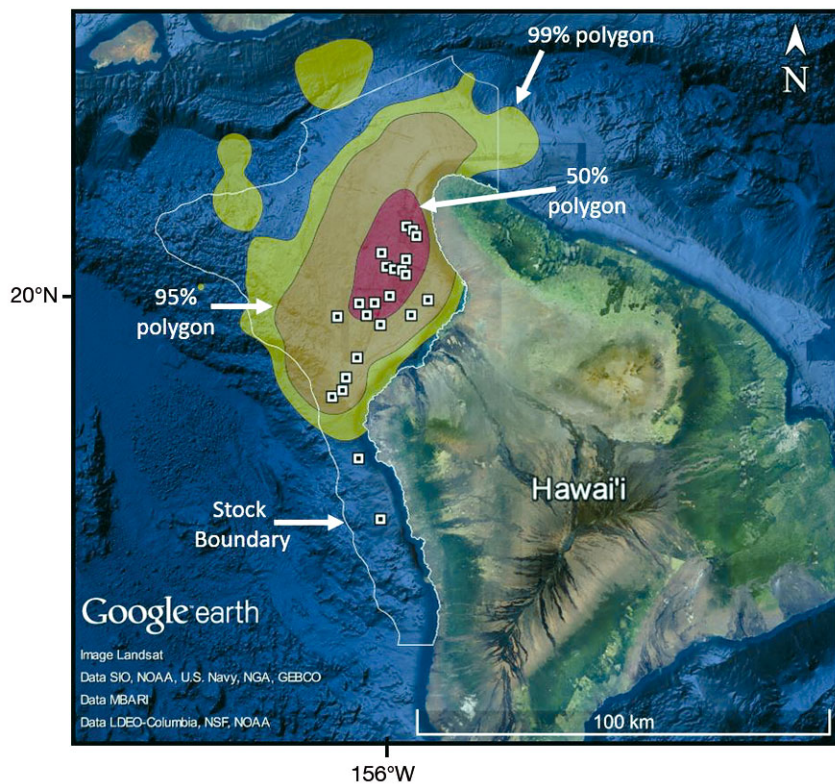 99% polygon
N
50%
polygon
20°N
95%
polygon
Hawai'i
Stock
Boundary
Google earth
Image Landsat
Data SIO, NOAA, U.S. Navy, NGA, GEBCO
Data MBARI
Data LDEO-Columbia, NSF, NOAA
100 km
156°W